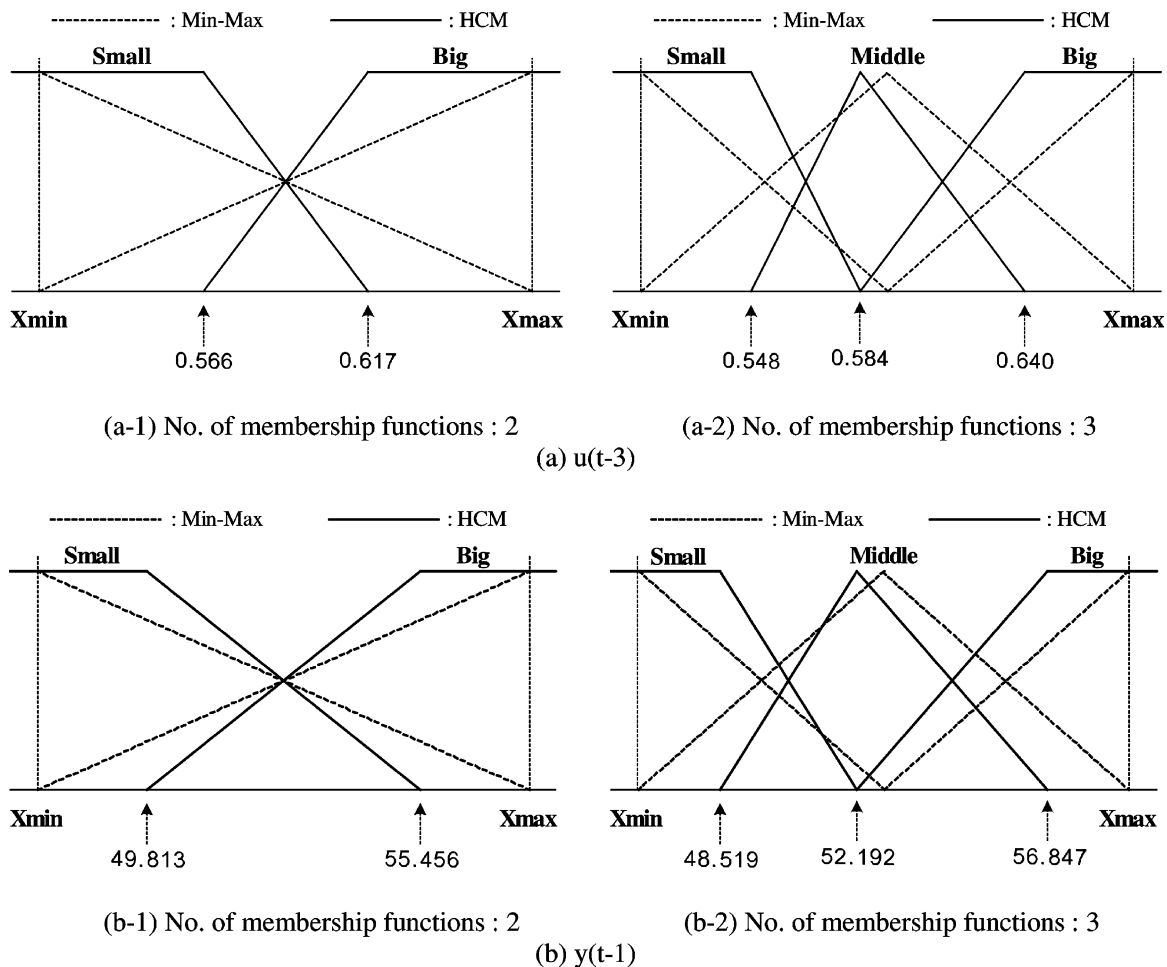 : Min-Max : HCM
Small Big
Xmin Xmax
0.566 0.617
(a-1) No. of membership functions : 2
: Min-Max : HCM
Small Middle Big
Xmin Xmax
0.548 0.584 0.640
(a-2) No. of membership functions : 3
(a) u(t-3)
: Min-Max : HCM
Small Big
Xmin Xmax
49.813 55.456
(b-1) No. of membership functions : 2
: Min-Max : HCM
Small Middle Big
Xmin Xmax
48.519 52.192 56.847
(b-2) No. of membership functions : 3
(b) y(t-1)